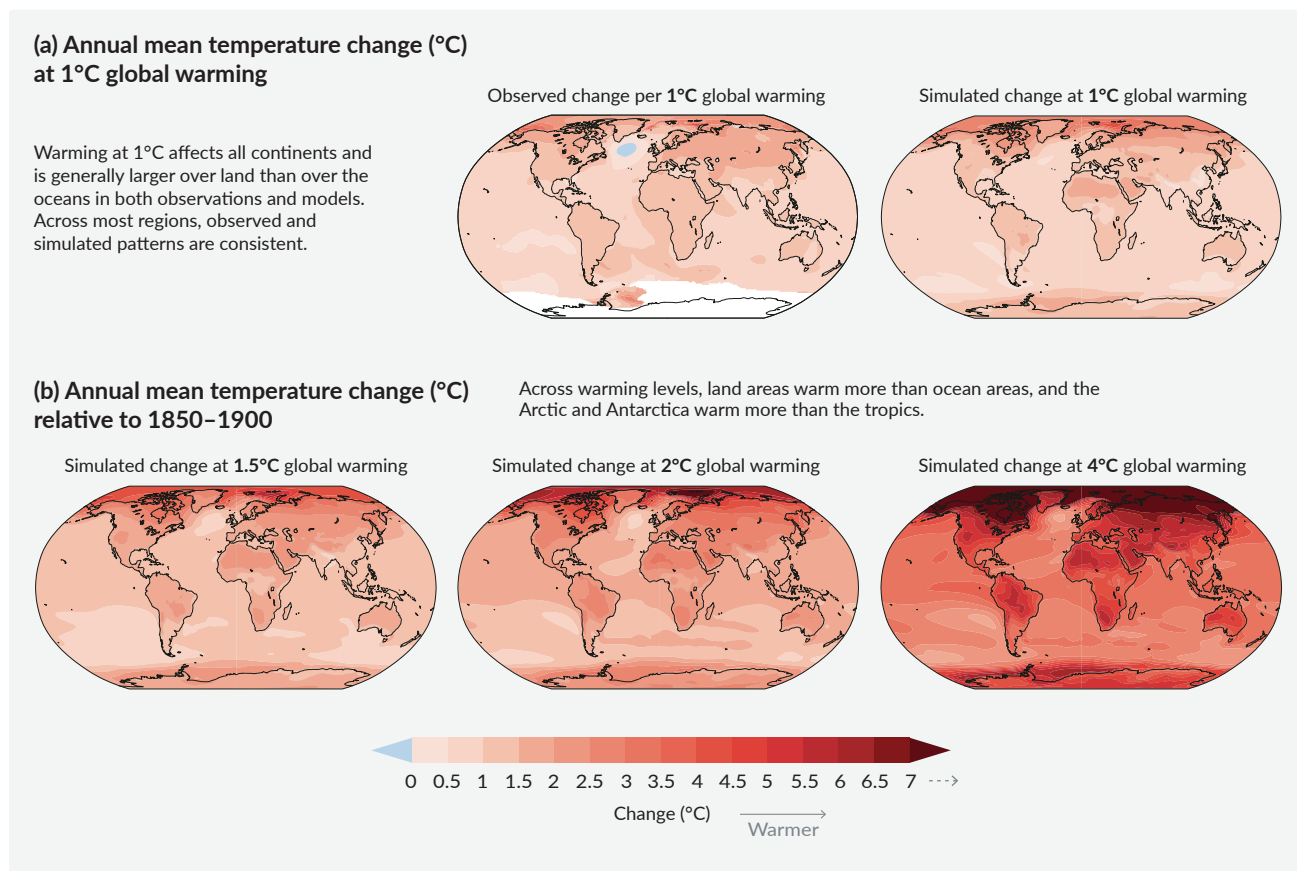 (a) Annual mean temperature change (°C)
at 1°C global warming
Observed change per 1°C global warming
Simulated change at 1°C global warming
Warming at 1°C affects all continents and
is generally larger over land than over the
oceans in both observations and models.
Across most regions, observed and
simulated patterns are consistent.
(b) Annual mean temperature change (°C)
relative to 1850–1900
Across warming levels, land areas warm more than ocean areas, and the
Arctic and Antarctica warm more than the tropics.
Simulated change at 1.5°C global warming
Simulated change at 2°C global warming
Simulated change at 4°C global warming
0 0.5 1 1.5 2 2.5 3 3.5 4 4.5 5 5.5 6 6.5 7
Change (°C)
Warmer